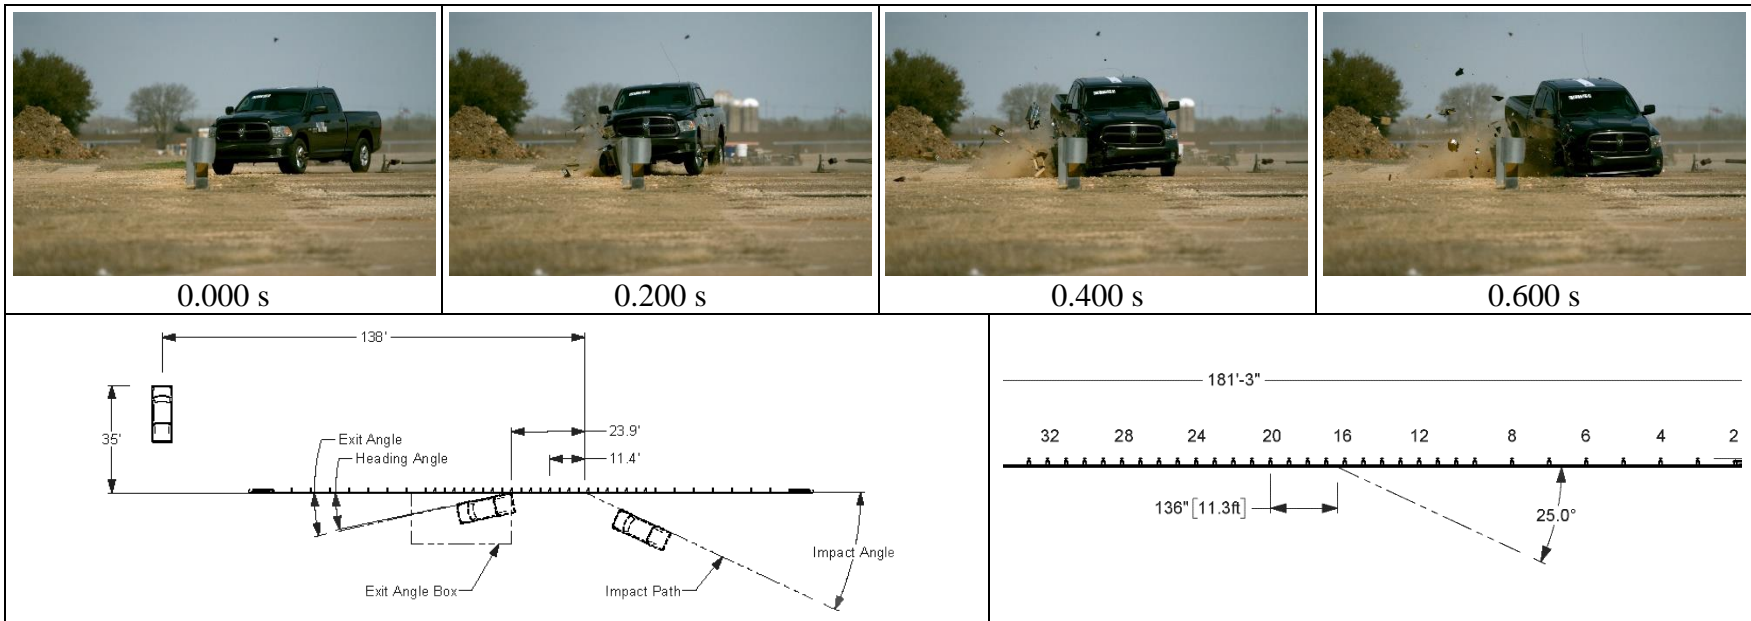 0.000 s
0.200 s
0.400 s
0.600 s
138'
35'
Exit Angle
Heading Angle
23.9'
11.4'
Impact Angle
Exit Angle Box
Impact Path
181'-3"
32 28 24 20 16 12 8 6 4 2
136" [11.3ft]
25.0°